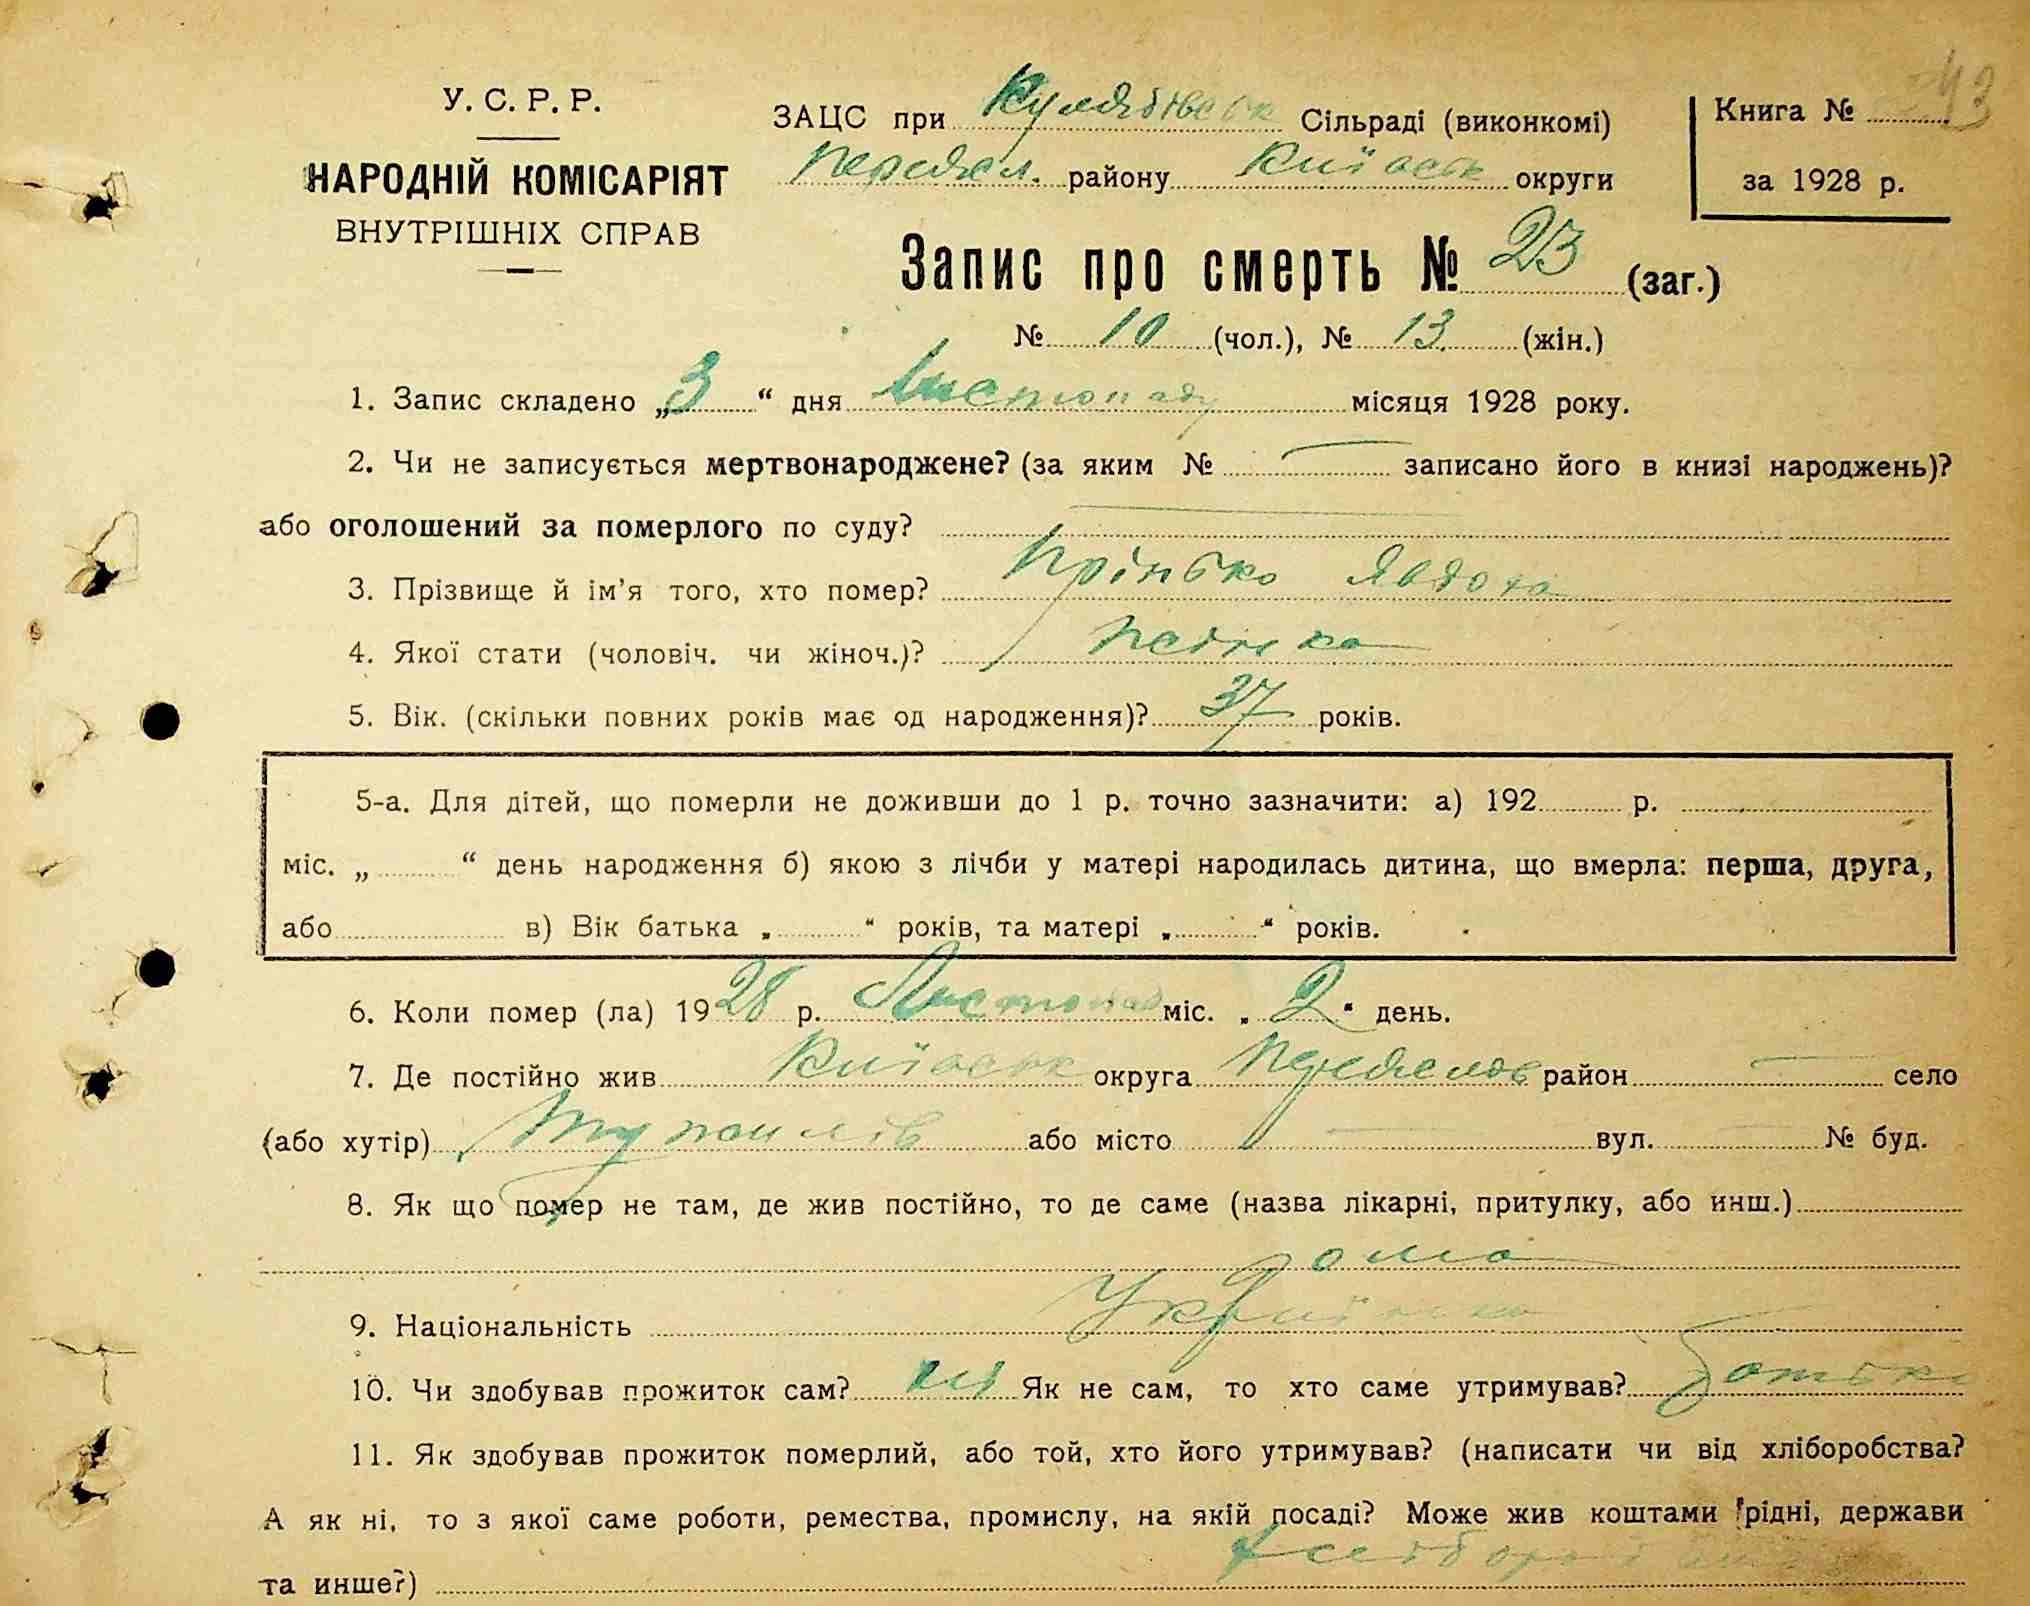 43
У. С. Р. Р.
НАРОДНІЙ КОМІСАРІЯТ
ВНУТРІШНІХ СПРАВ
ЗАЦС при Кулябівськ Сільраді (виконкомі)
Переясл. району Київськ округи
Книга №
за 1928 р.
Запис про смерть № 23 (заг.)
№ 10 (чол.), № 13. (жін.)
1. Запис складено „3“ дня Листопаду місяця 1928 року.
2. Чи не записується мертвонароджене? (за яким № — записано його в книзі народжень)?
або оголошений за померлого по суду? —
3. Прізвище й ім'я того, хто помер? Прінько Явдоха
4. Якої стати (чоловіч. чи жіноч.)?
5. Вік. (скільки повних років має од народження)? 37 років.
5-а. Для дітей, що померли не доживши до 1 р. точно зазначити: а) 192 р.
міс. „ “ день народження б) якою з лічби у матері народилась дитина, що вмерла: перша, друга,
або в) Вік батька „ “ років, та матері „ “ років.
6. Коли помер (ла) 1928 р. Листопад міс. „2“ день.
7. Де постійно жив Київськ округа Переяслів район — село
(або хутір) або місто — вул. — № буд.
8. Як що помер не там, де жив постійно, то де саме (назва лікарні, притулку, або инш.)
дома
9. Національність Українка
10. Чи здобував прожиток сам? ні Як не сам, то хто саме утримував? батько
11. Як здобував прожиток померлий, або той, хто його утримував? (написати чи від хліборобства?
А як ні, то з якої саме роботи, ремества, промислу, на якій посаді? Може жив коштами рідні, держави
та инше?)